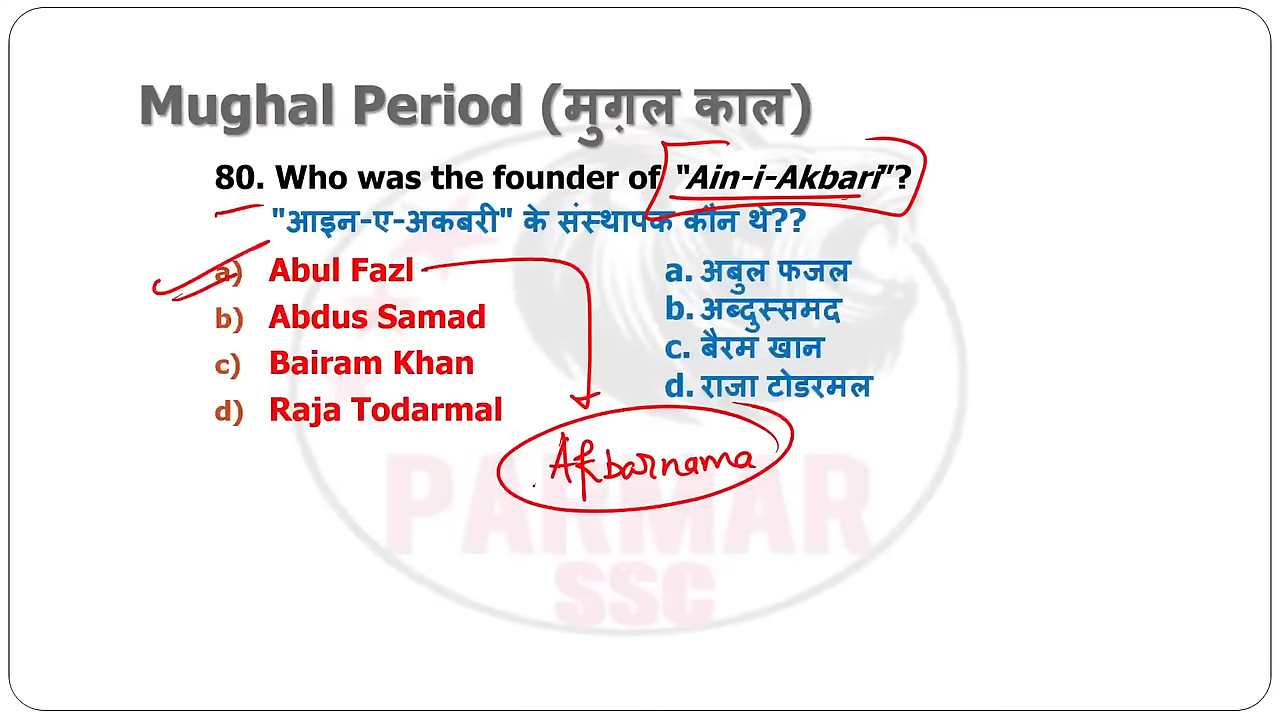 Mughal Period (मुग़ल काल)
80. Who was the founder of "Ain-i-Akbari"?
"आइन-ए-अकबरी" के संस्थापक कौन थे??
a) Abul Fazl
b) Abdus Samad
c) Bairam Khan
d) Raja Todarmal
a. अबुल फजल
b. अब्दुस्समद
c. बैरम खान
d. राजा टोडरमल
Akbarnama
PARMAR
SSC